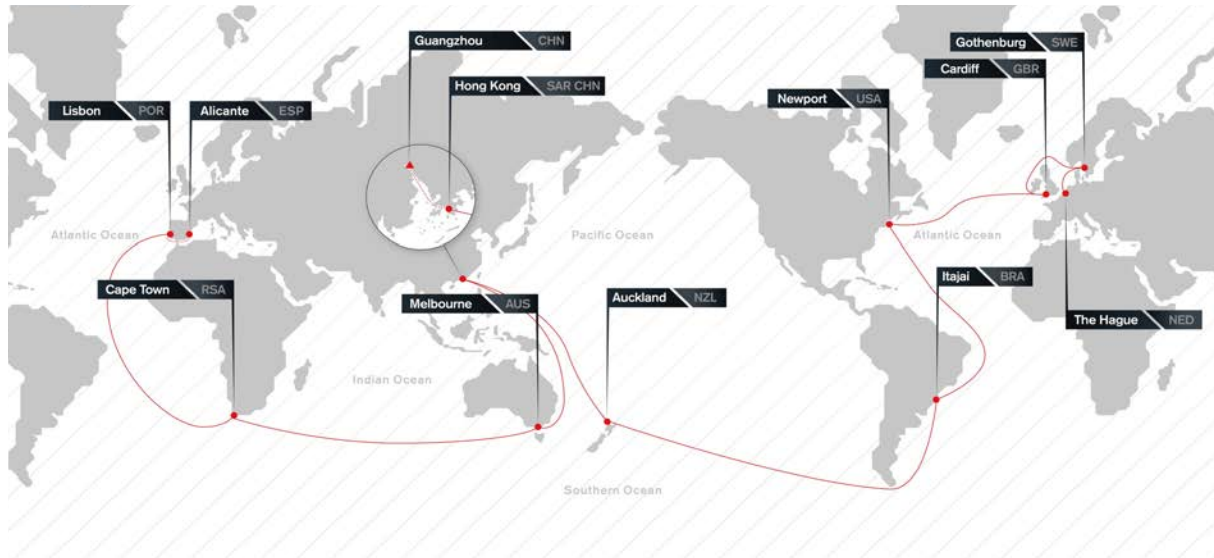 Guangzhou CHN
Gothenburg SWE
Hong Kong SAR CHN
Cardiff GBR
Lisbon POR
Alicante ESP
Newport USA
Atlantic Ocean
Pacific Ocean
Atlantic Ocean
Cape Town RSA
Melbourne AUS
Auckland NZL
Itajai BRA
The Hague NED
Indian Ocean
Southern Ocean